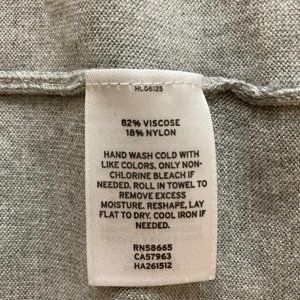 HLG6125
82% VISCOSE
18% NYLON
HAND WASH COLD WITH
LIKE COLORS. ONLY NON-
CHLORINE BLEACH IF
NEEDED. ROLL IN TOWEL TO
REMOVE EXCESS
MOISTURE. RESHAPE, LAY
FLAT TO DRY. COOL IRON IF
NEEDED.
RN58665
CA57963
HA261512